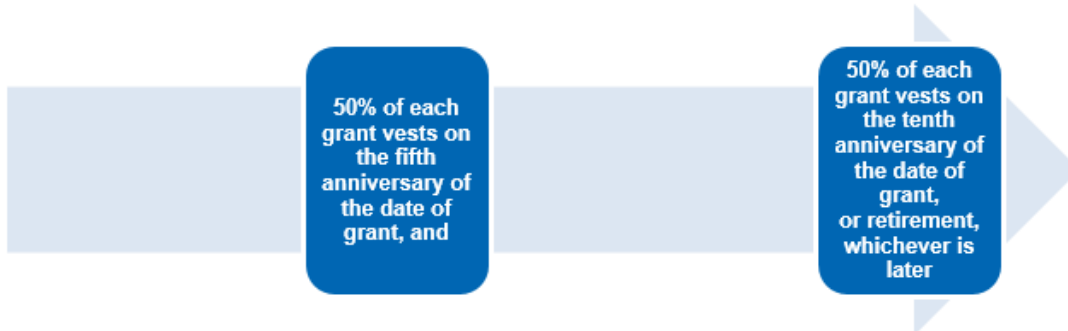 50% of each
grant vests on
the fifth
anniversary of
the date of
grant, and
50% of each
grant vests on
the tenth
anniversary of
the date of
grant,
or retirement,
whichever is
later